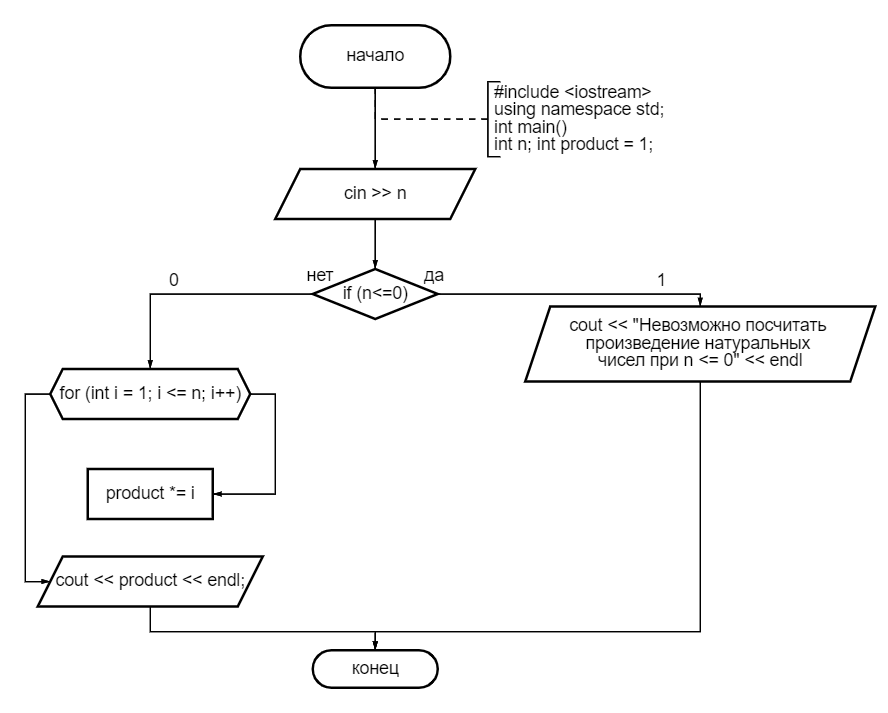 начало
#include <iostream>
using namespace std;
int main()
int n; int product = 1;
cin >> n
нет
да
if (n<=0)
0
1
cout << "Невозможно посчитать
произведение натуральных
чисел при n <= 0" << endl
for (int i = 1; i <= n; i++)
product *= i
cout << product << endl;
конец